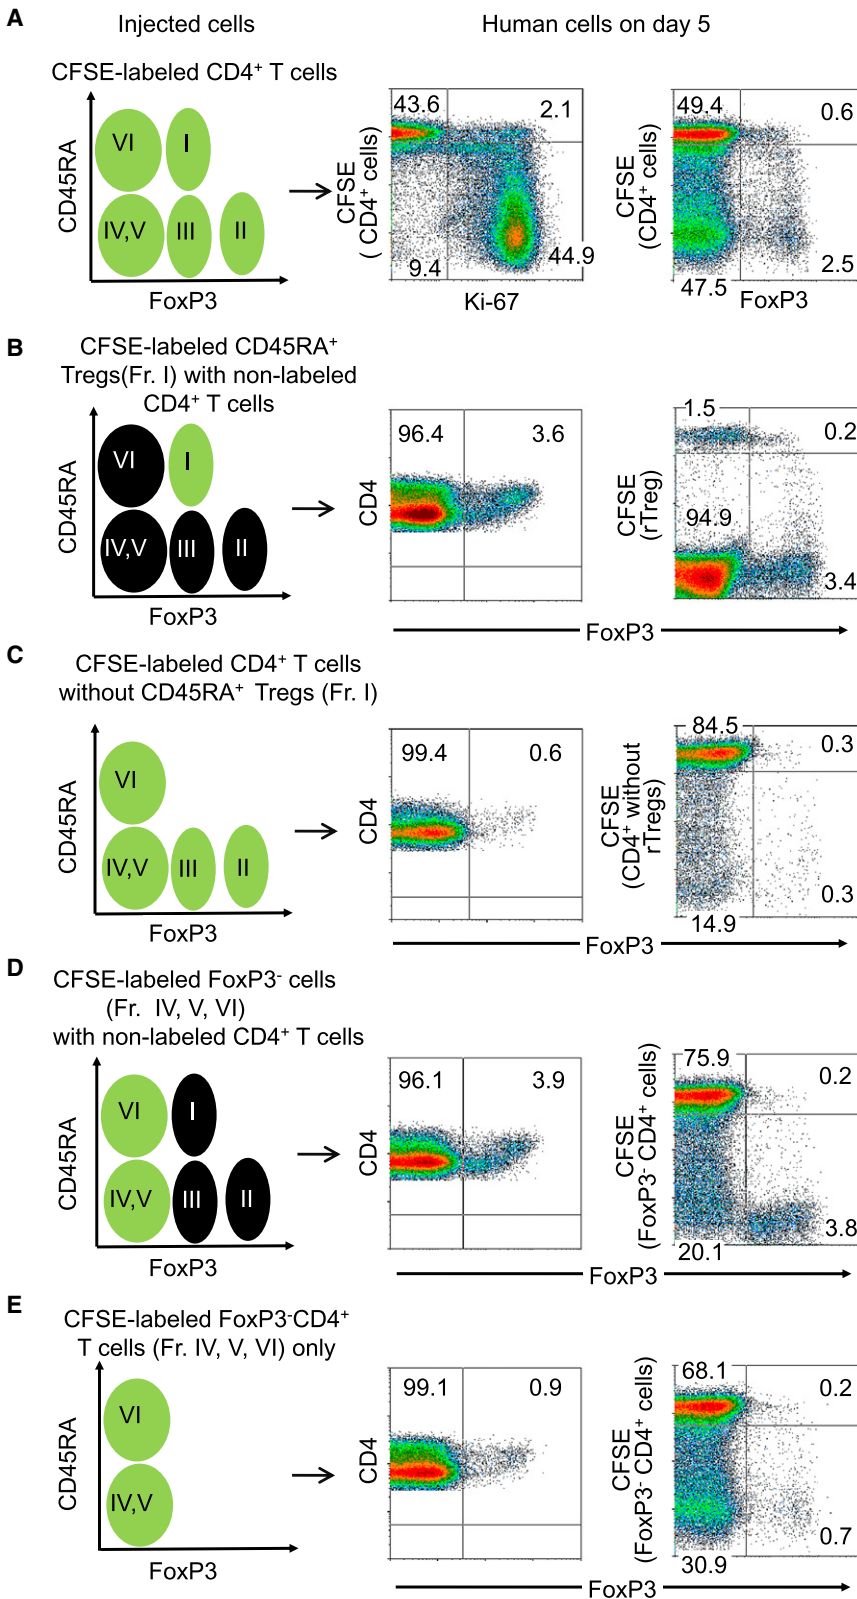 A
Injected cells
Human cells on day 5
CFSE-labeled CD4⁺ T cells
CD45RA
VI
I
IV,V
III
II
FoxP3
CFSE
( CD4⁺ cells)
43.6
2.1
9.4
44.9
Ki-67
CFSE
(CD4⁺ cells)
49.4
0.6
47.5
2.5
FoxP3
B
CFSE-labeled CD45RA⁺
Tregs(Fr. I) with non-labeled
CD4⁺ T cells
CD45RA
VI
I
IV,V
III
II
FoxP3
CD4
96.4
3.6
CFSE
(rTreg)
1.5
0.2
94.9
3.4
FoxP3
C
CFSE-labeled CD4⁺ T cells
without CD45RA⁺ Tregs (Fr. I)
CD45RA
VI
IV,V
III
II
FoxP3
CD4
99.4
0.6
CFSE
(CD4⁺ without
rTregs)
84.5
0.3
14.9
0.3
FoxP3
D
CFSE-labeled FoxP3⁻ cells
(Fr. IV, V, VI)
with non-labeled CD4⁺ T cells
CD45RA
VI
I
IV,V
III
II
FoxP3
CD4
96.1
3.9
CFSE
(FoxP3⁻ CD4⁺ cells)
75.9
0.2
20.1
3.8
FoxP3
E
CFSE-labeled FoxP3⁻CD4⁺
T cells (Fr. IV, V, VI) only
CD45RA
VI
IV,V
FoxP3
CD4
99.1
0.9
CFSE
(FoxP3⁻ CD4⁺ cells)
68.1
0.2
30.9
0.7
FoxP3